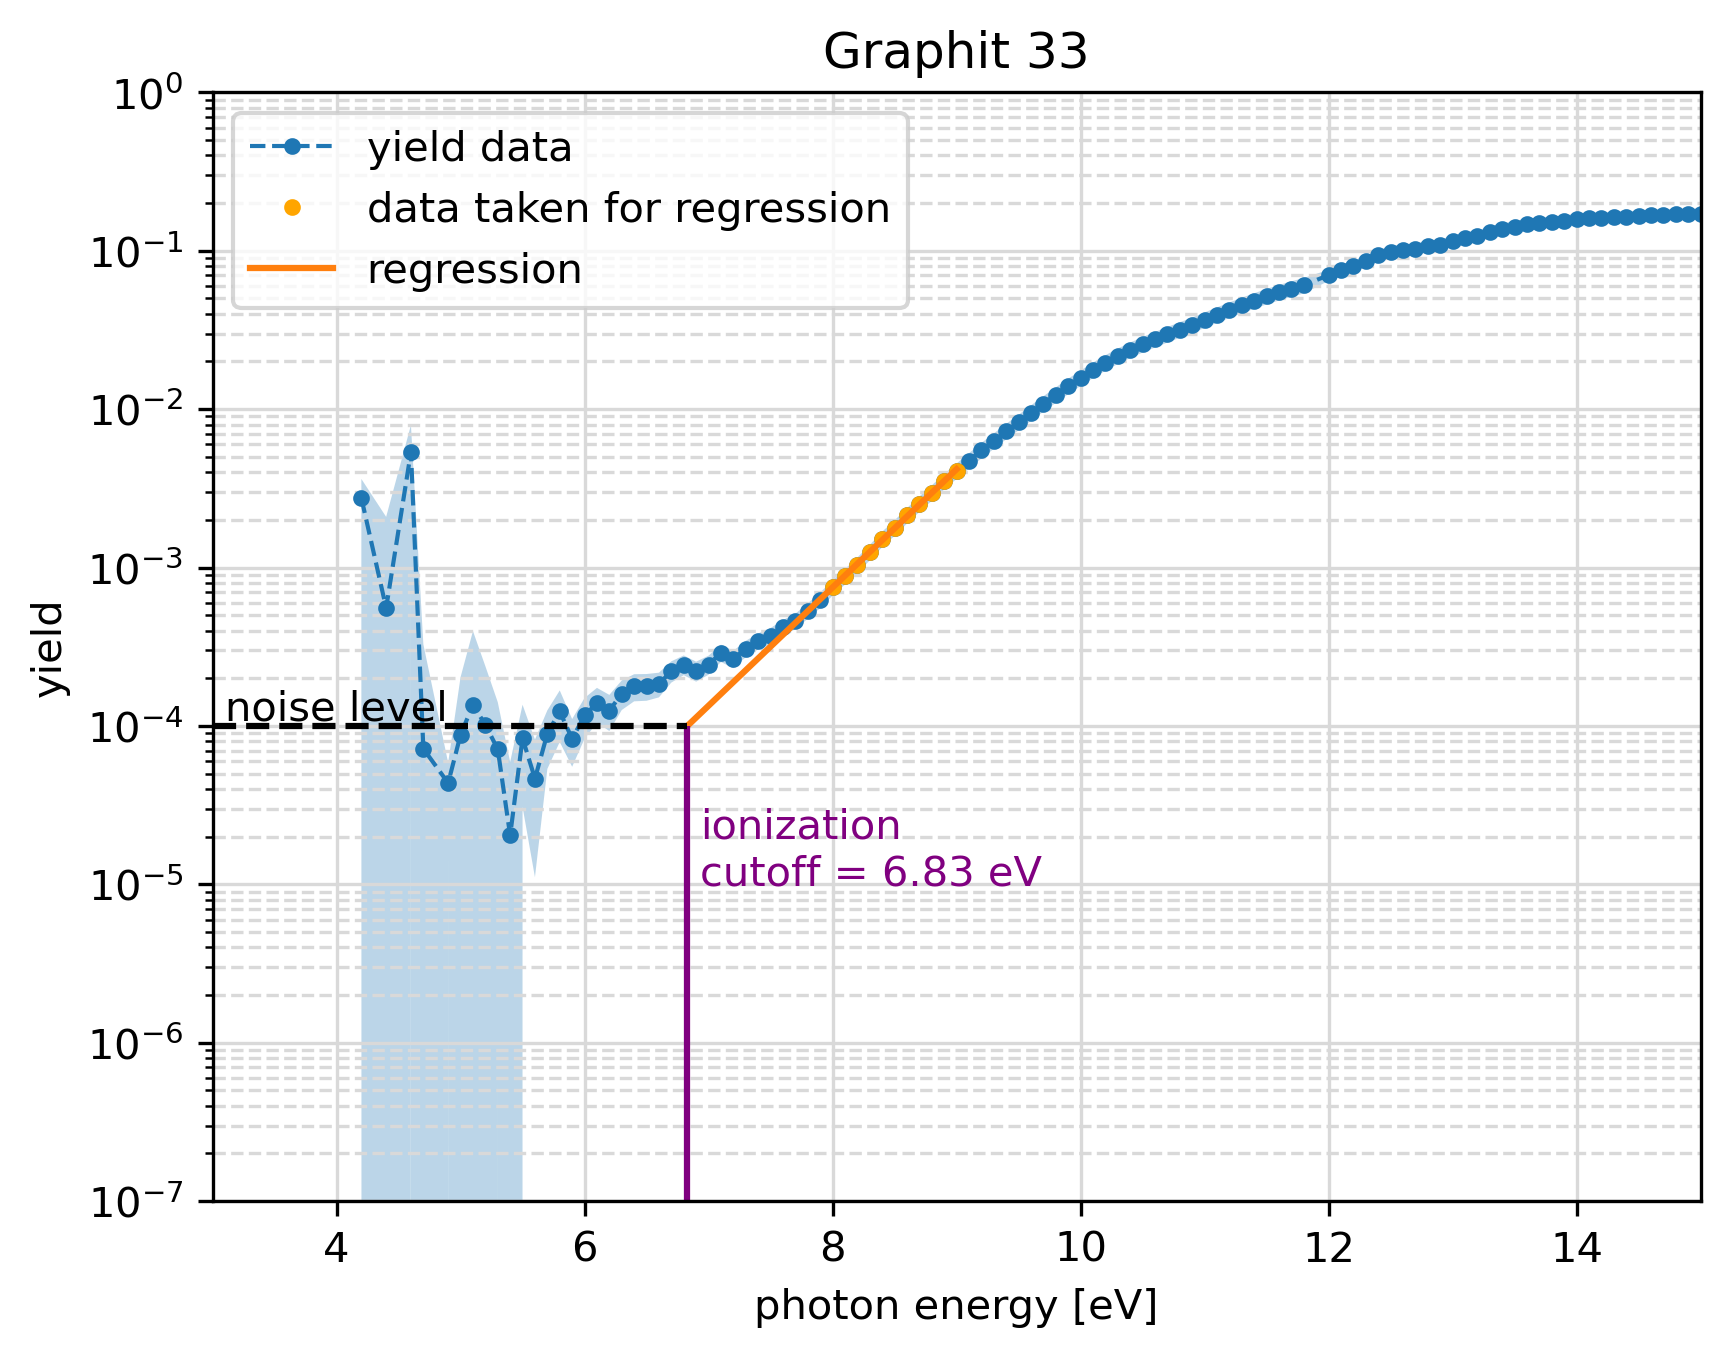 Graphit 33
10⁰
10⁻¹
10⁻²
10⁻³
10⁻⁴
10⁻⁵
10⁻⁶
10⁻⁷
yield
yield data
data taken for regression
regression
noise level
ionization
cutoff = 6.83 eV
4 6 8 10 12 14
photon energy [eV]